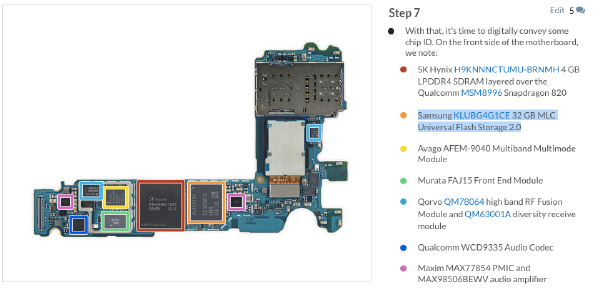 Step 7
Edit 5
With that, it's time to digitally convey some
chip ID. On the front side of the motherboard,
we note:
SK Hynix H9KNNNCTUMU-BRNMH 4 GB
LPDDR4 SDRAM layered over the
Qualcomm MSM8996 Snapdragon 820
Samsung KLUBG4G1CE 32 GB MLC
Universal Flash Storage 2.0
Avago AFEM-9040 Multiband Multimode
Module
Murata FAJ15 Front End Module
Qorvo QM78064 high band RF Fusion
Module and QM63001A diversity receive
module
Qualcomm WCD9335 Audio Codec
Maxim MAX77854 PMIC and
MAX98506BEWV audio amplifier